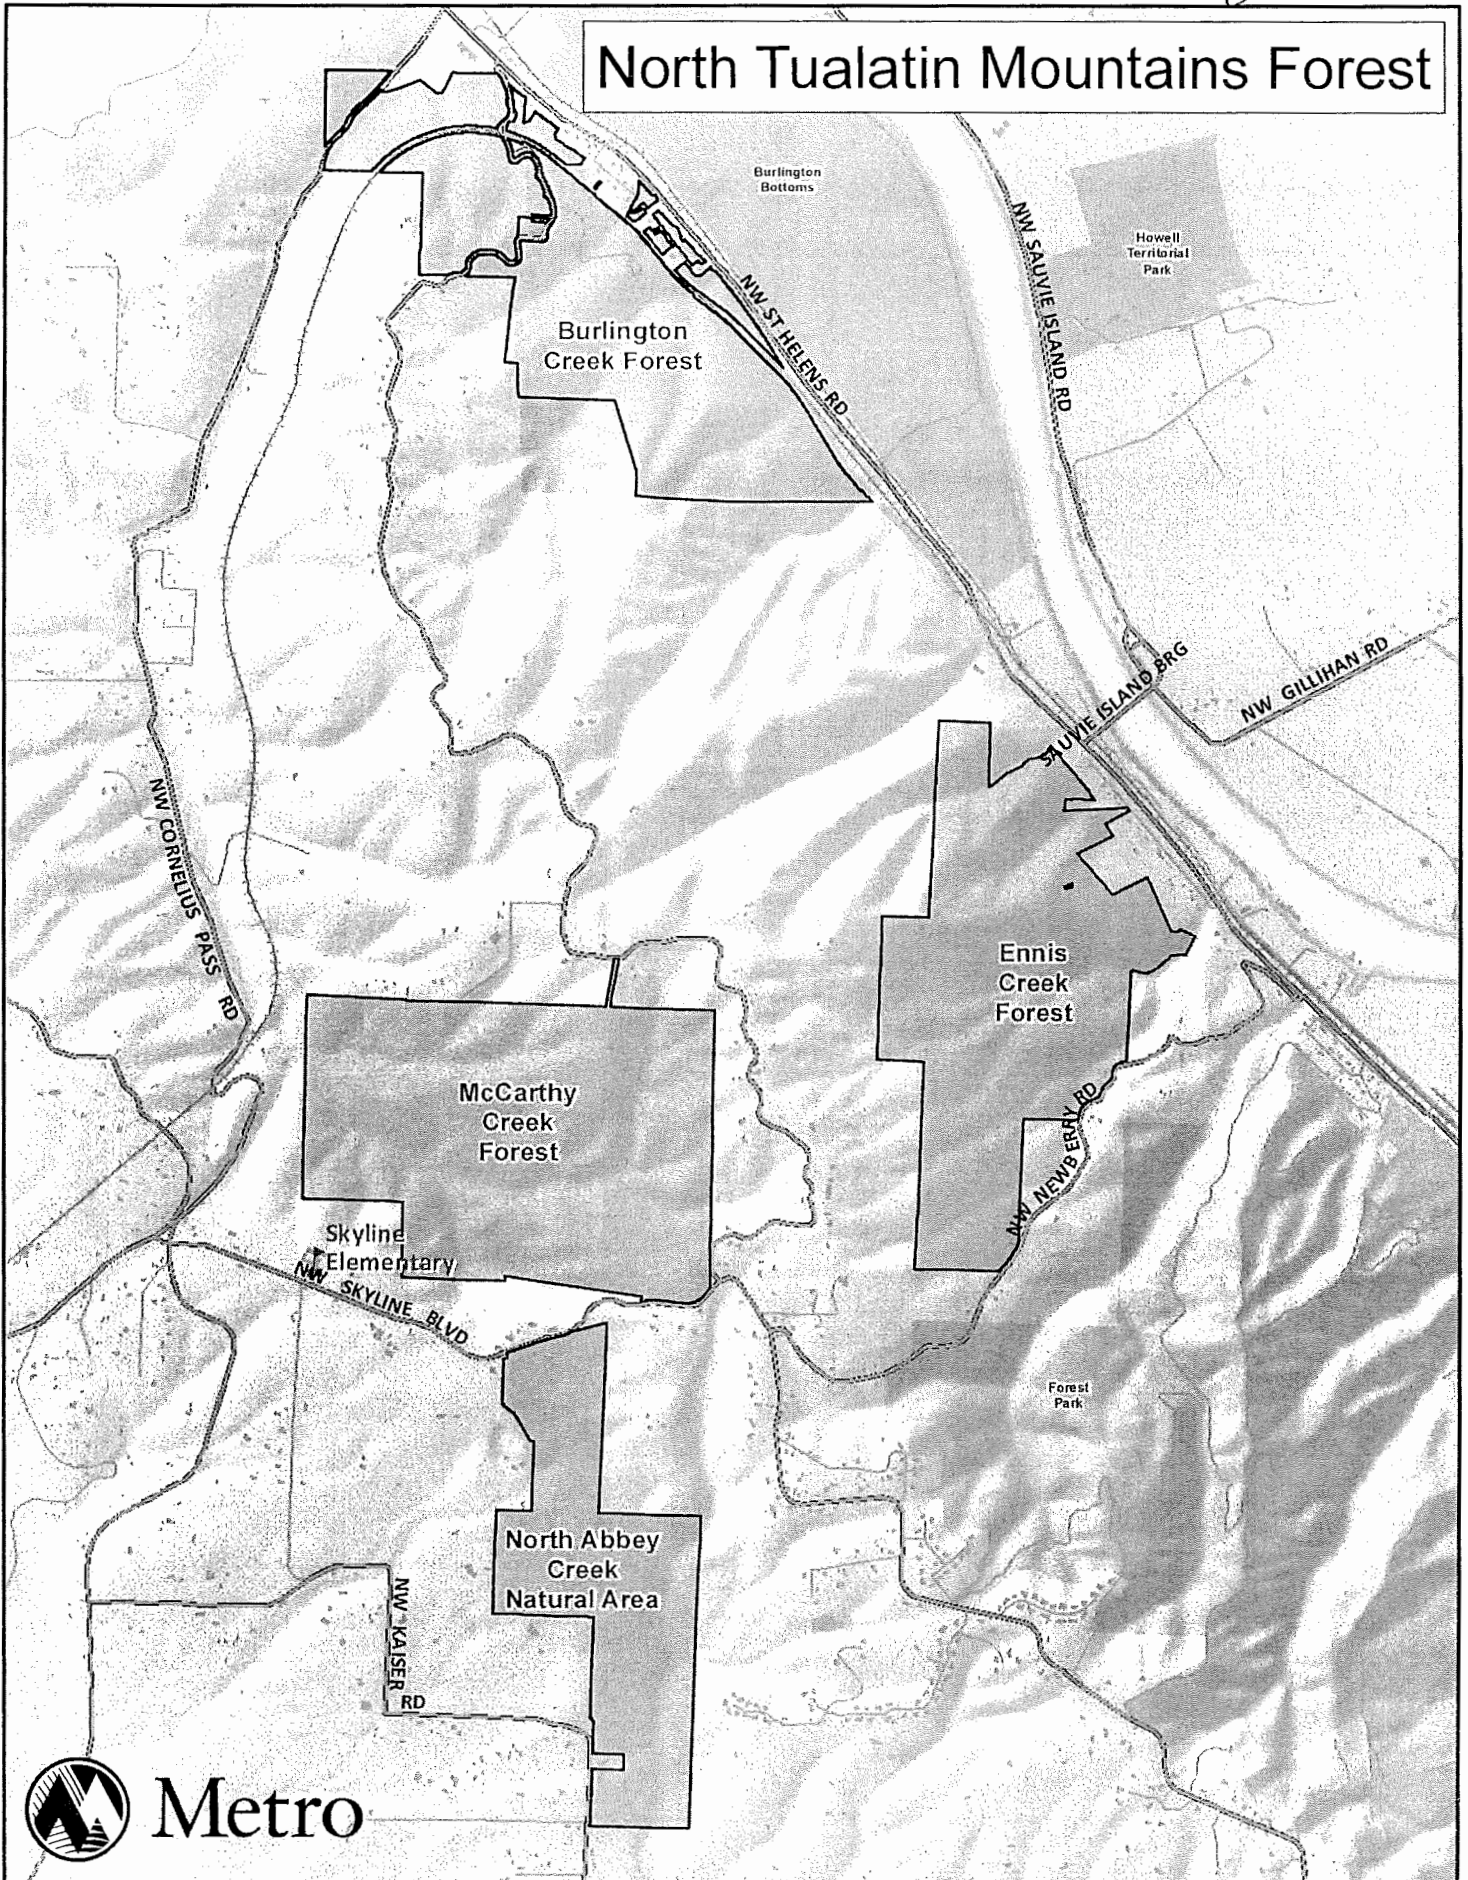 North Tualatin Mountains Forest
Burlington
Bottoms
Howell
Territorial
Park
NW SAUVIE ISLAND RD
NW ST HELENS RD
Burlington
Creek Forest
SAUVIE ISLAND BRG
NW GILLIHAN RD
NW CORNELIUS PASS RD
Ennis
Creek
Forest
McCarthy
Creek
Forest
NW NEWBERRY RD
Skyline
Elementary
NW SKYLINE BLVD
Forest
Park
North Abbey
Creek
Natural Area
NW KAISER RD
Metro